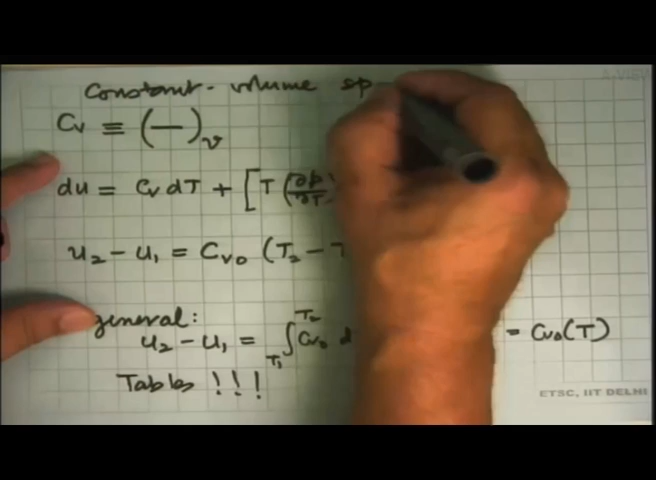 Constant-volume sp
Cv ≡ (—)v
du = Cv dT + [T (∂p/∂T
u2 – u1 = Cv0 (T2 –
general:
u2 – u1 = ∫T1T2 Cv0 d = Cv0(T)
Tables !!!
ETSC, IIT DELHI